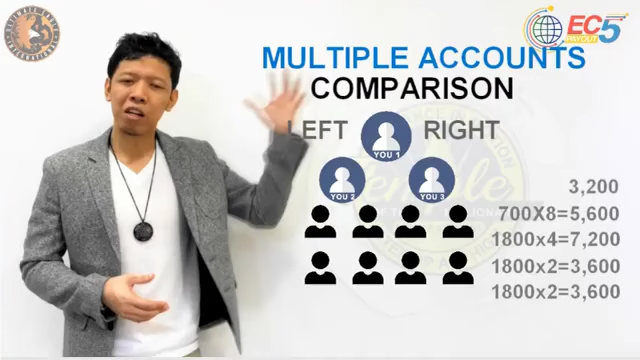 EC5
PAYOUT
MULTIPLE ACCOUNTS
COMPARISON
LEFT
RIGHT
YOU 1
YOU 2
YOU 3
3,200
700X8=5,600
1800x4=7,200
1800x2=3,600
1800x2=3,600